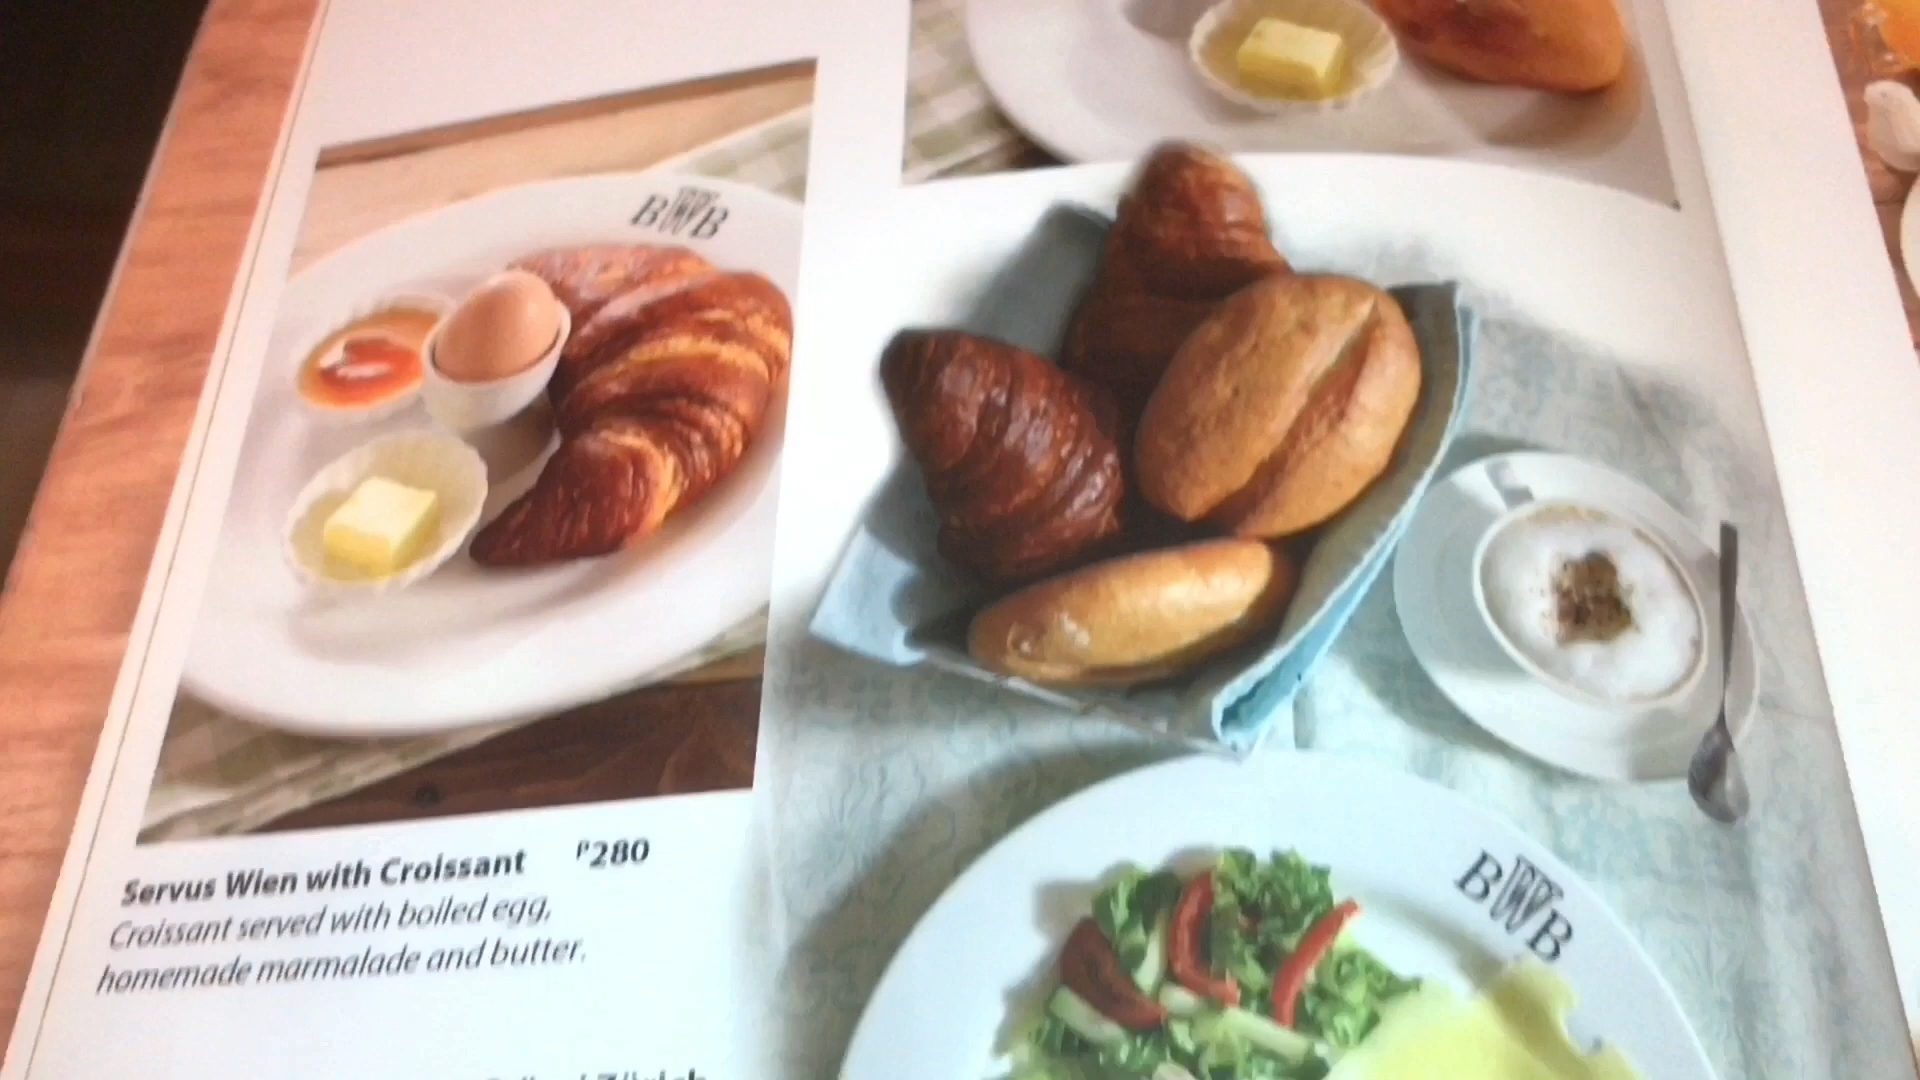 BWB
Servus Wien with Croissant ₱280
Croissant served with boiled egg,
homemade marmalade and butter.
BWB